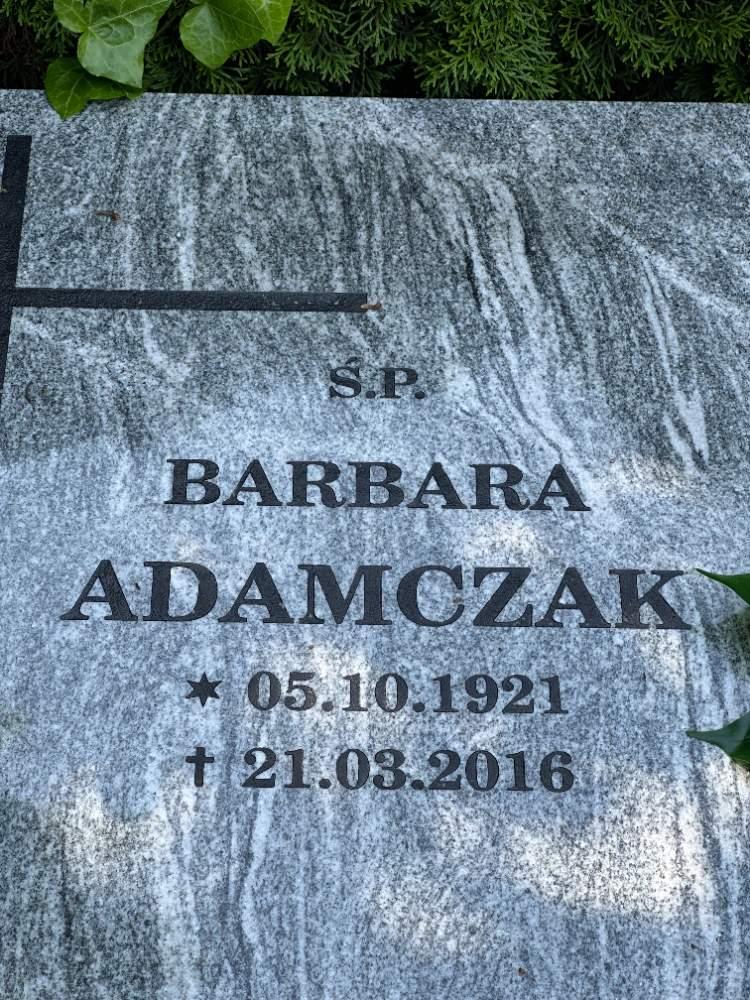 Ś.P.
BARBARA
ADAMCZAK
✶ 05.10.1921
✝ 21.03.2016